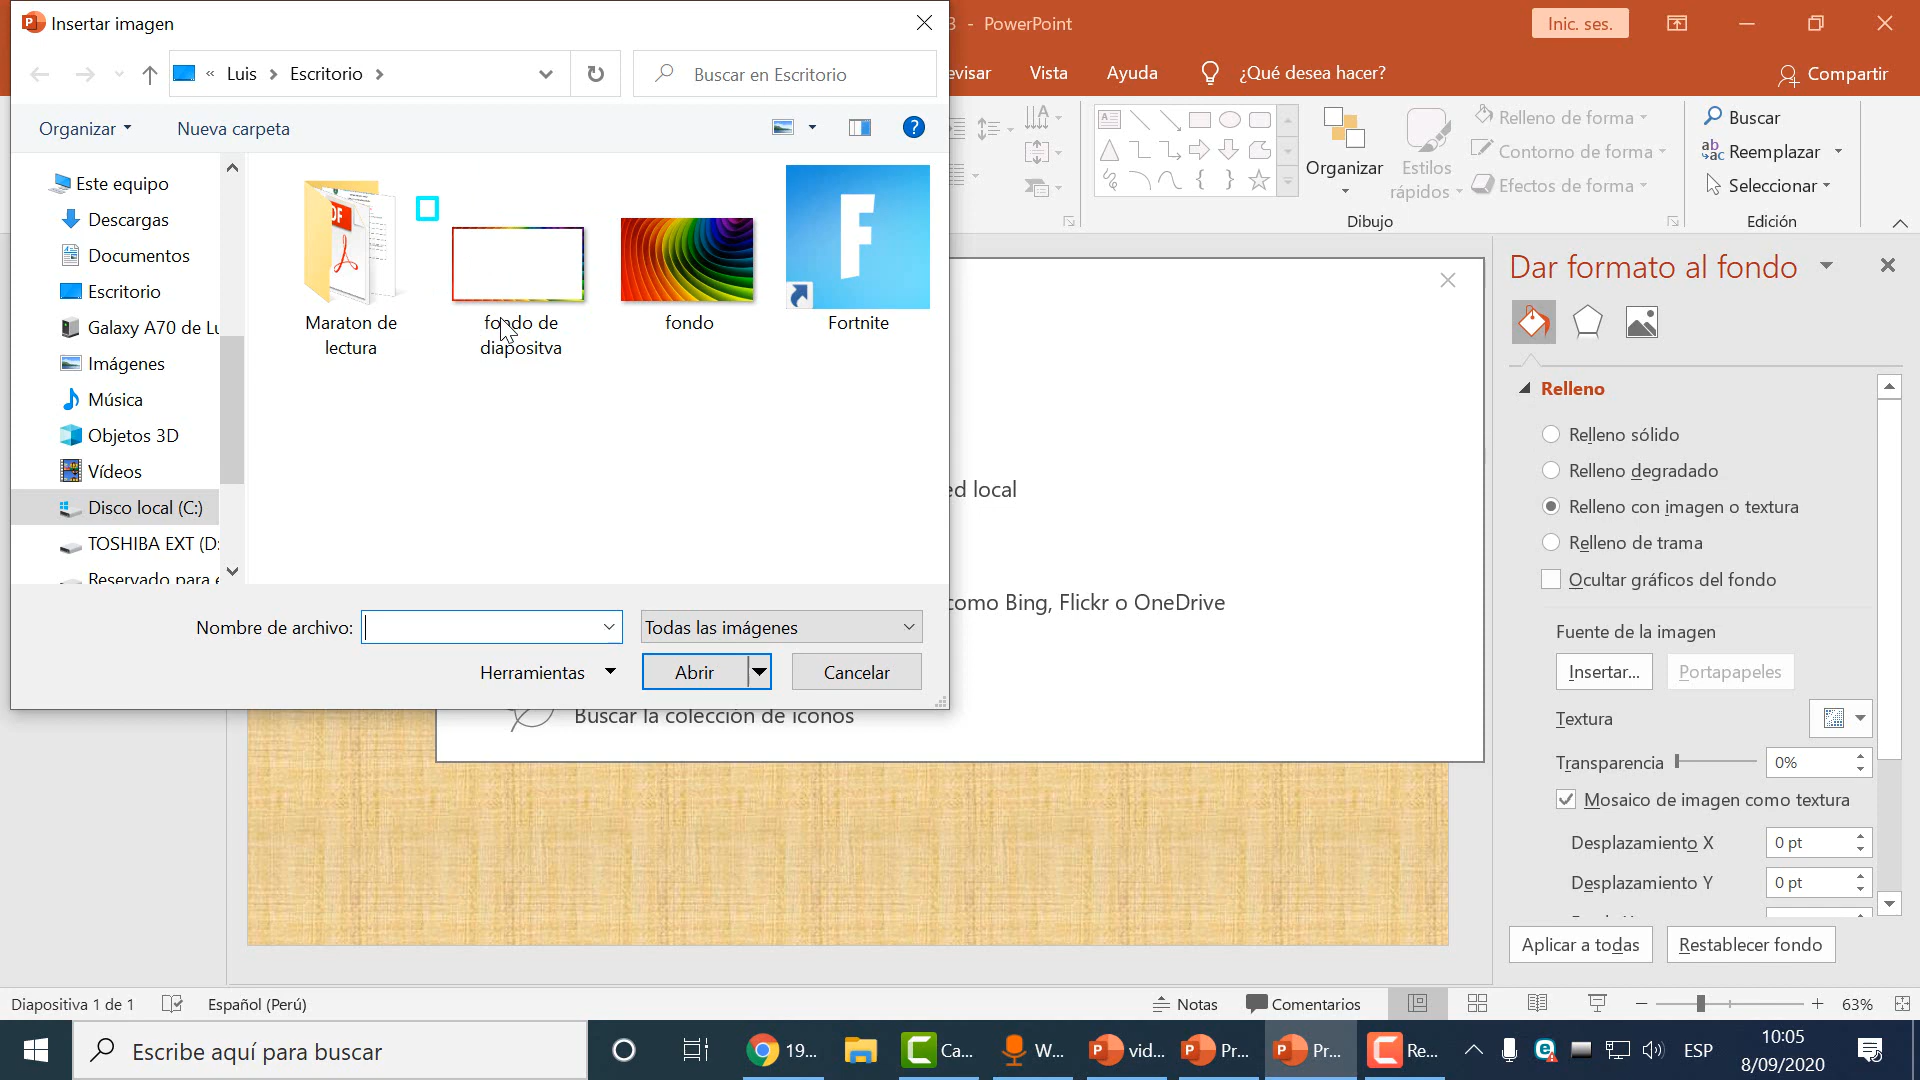 Insertar imagen
3 - PowerPoint
Inic. ses.
« Luis > Escritorio >
Buscar en Escritorio
Vista
Ayuda
¿Qué desea hacer?
Compartir
Organizar
Nueva carpeta
Este equipo
Descargas
Documentos
Escritorio
Galaxy A70 de Lu
Imágenes
Música
Objetos 3D
Vídeos
Disco local (C:)
TOSHIBA EXT (D:
Reservado para e
PDF
Maraton de
lectura
fondo de
diapositva
fondo
F
Fortnite
Nombre de archivo:
Todas las imágenes
Herramientas
Abrir
Cancelar
Organizar
Estilos
rápidos
Relleno de forma
Contorno de forma
Efectos de forma
Dibujo
Buscar
Reemplazar
Seleccionar
Edición
ed local
como Bing, Flickr o OneDrive
Buscar la colección de iconos
Dar formato al fondo
Relleno
Relleno sólido
Relleno degradado
Relleno con imagen o textura
Relleno de trama
Ocultar gráficos del fondo
Fuente de la imagen
Insertar...
Portapapeles
Textura
Transparencia
0%
Mosaico de imagen como textura
Desplazamiento X
0 pt
Desplazamiento Y
0 pt
Aplicar a todas
Restablecer fondo
Diapositiva 1 de 1
Español (Perú)
Notas
Comentarios
63%
Escribe aquí para buscar
19...
Ca...
W...
vid...
Pr...
Pr...
Re...
ESP
10:05
8/09/2020